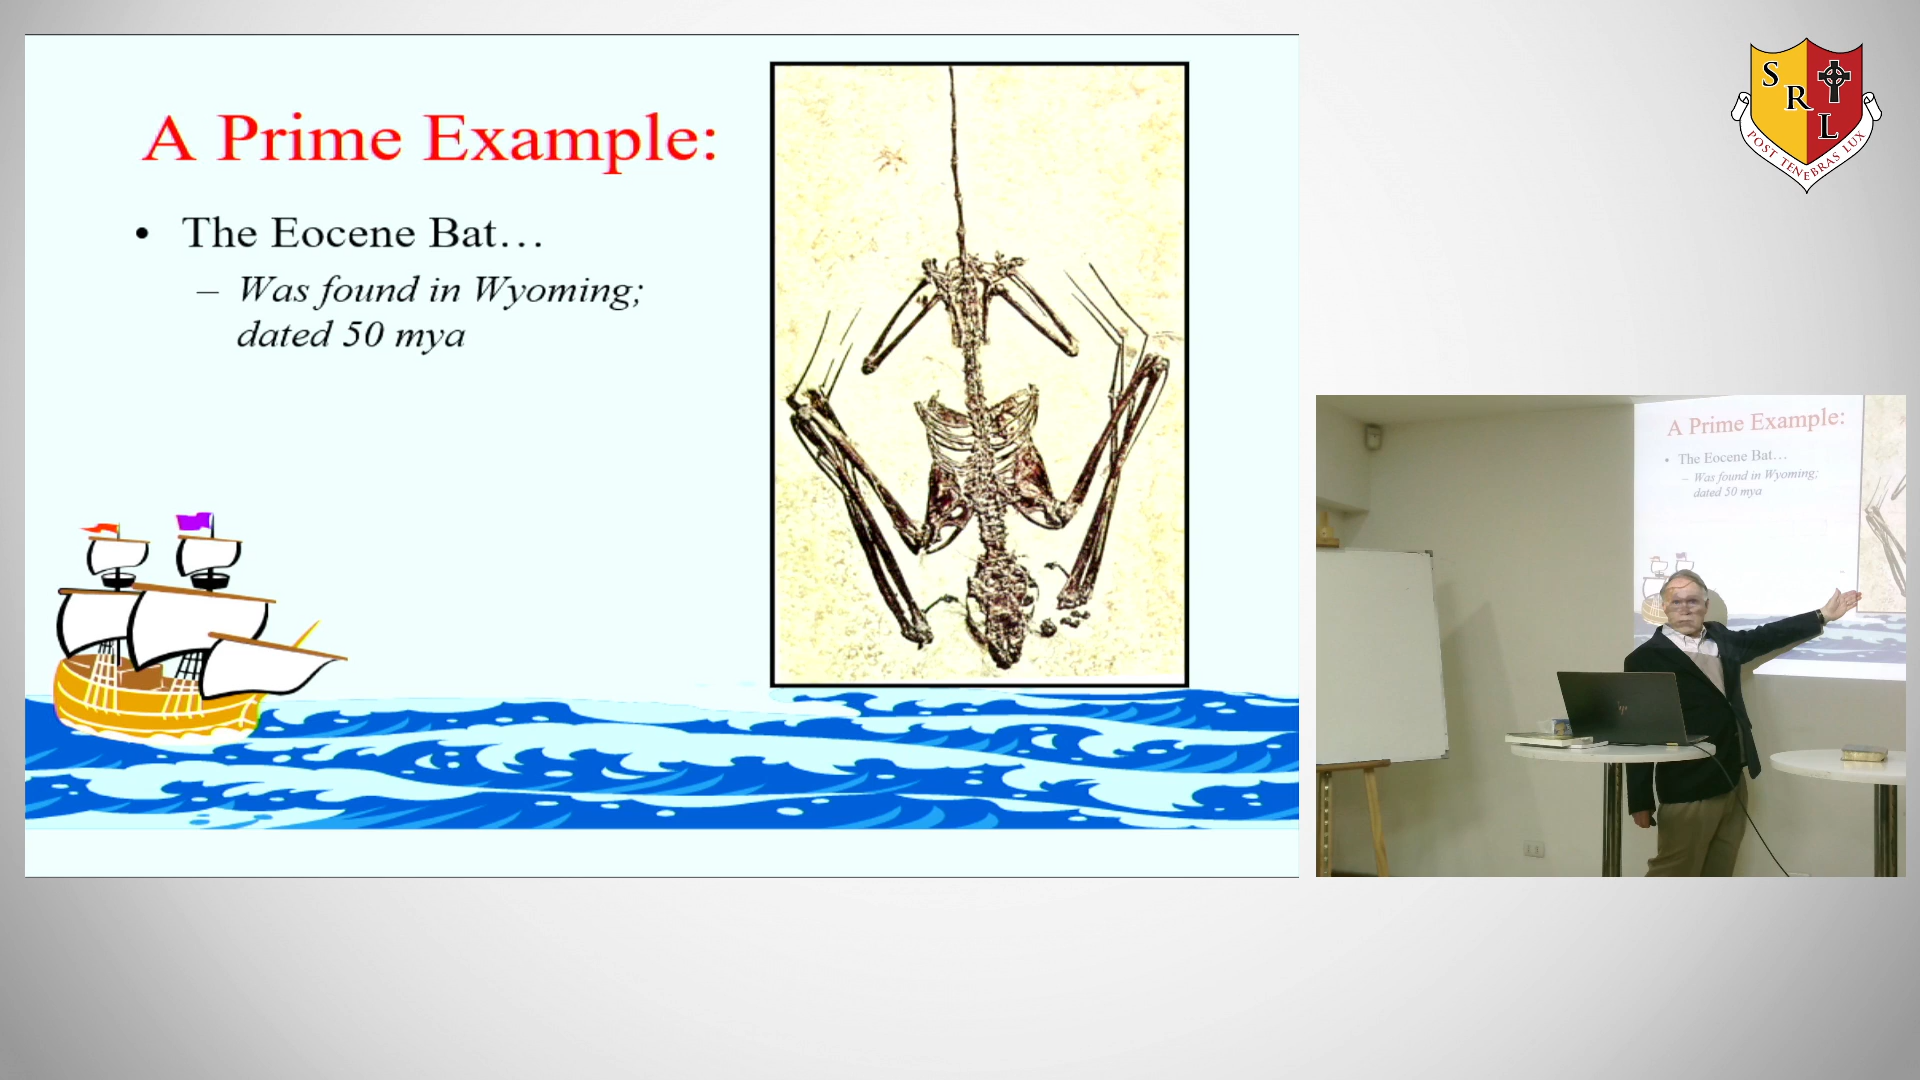 A Prime Example:
• The Eocene Bat…
– Was found in Wyoming;
dated 50 mya
S
R
L
POST TENEBRAS LUX
A Prime Example:
• The Eocene Bat…
– Was found in Wyoming;
dated 50 mya
hp